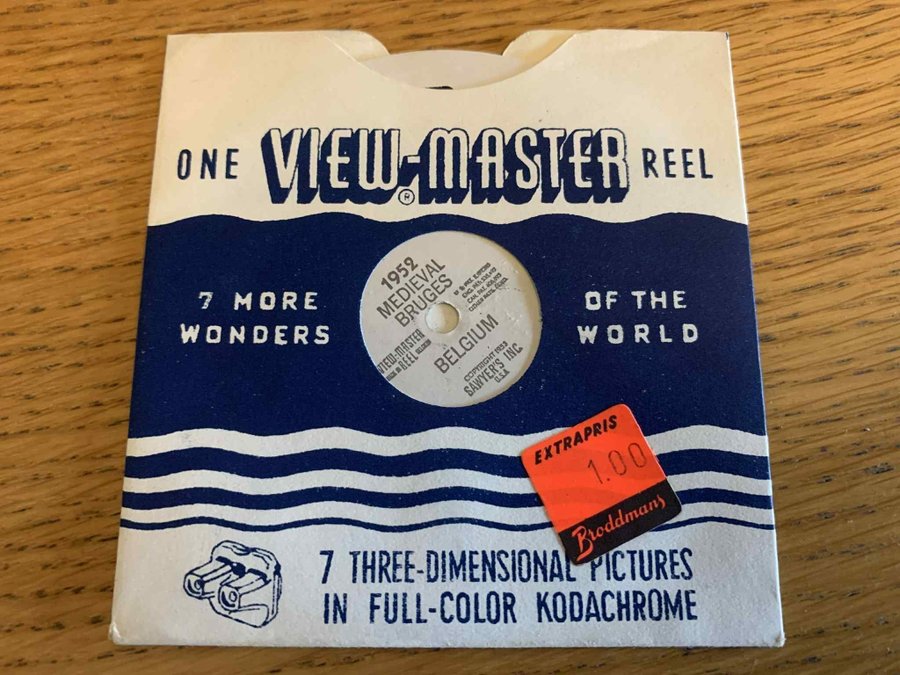 ONE VIEW-MASTER® REEL
7 MORE
WONDERS
OF THE
WORLD
1952
MEDIEVAL
BRUGES
BELGIUM
VIEW-MASTER
REEL
COPYRIGHT 1953
SAWYER'S INC
U.S.A
EXTRAPRIS
1.00
Broddmans
7 THREE-DIMENSIONAL PICTURES
IN FULL-COLOR KODACHROME